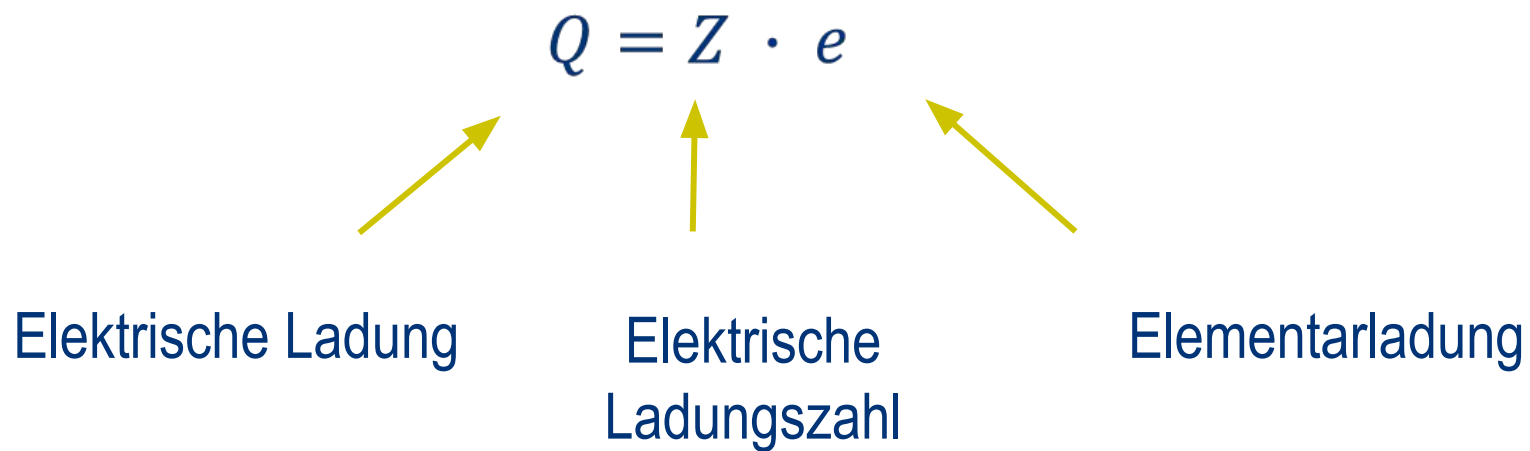 Q = Z · e
Elektrische Ladung
Elektrische
Ladungszahl
Elementarladung